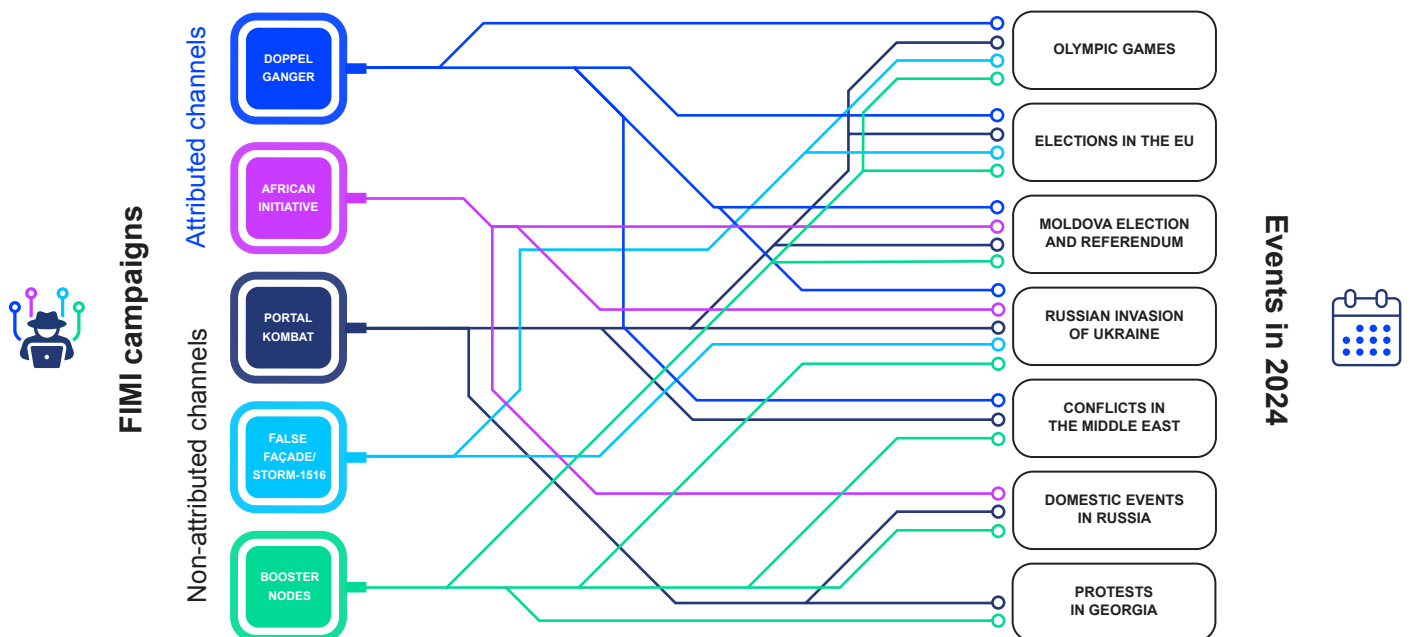 FIMI campaigns
Attributed channels
Non-attributed channels
DOPPEL
GANGER
AFRICAN
INITIATIVE
PORTAL
KOMBAT
FALSE
FAÇADE/
STORM-1516
BOOSTER
NODES
OLYMPIC GAMES
ELECTIONS IN THE EU
MOLDOVA ELECTION
AND REFERENDUM
RUSSIAN INVASION
OF UKRAINE
CONFLICTS IN
THE MIDDLE EAST
DOMESTIC EVENTS
IN RUSSIA
PROTESTS
IN GEORGIA
Events in 2024